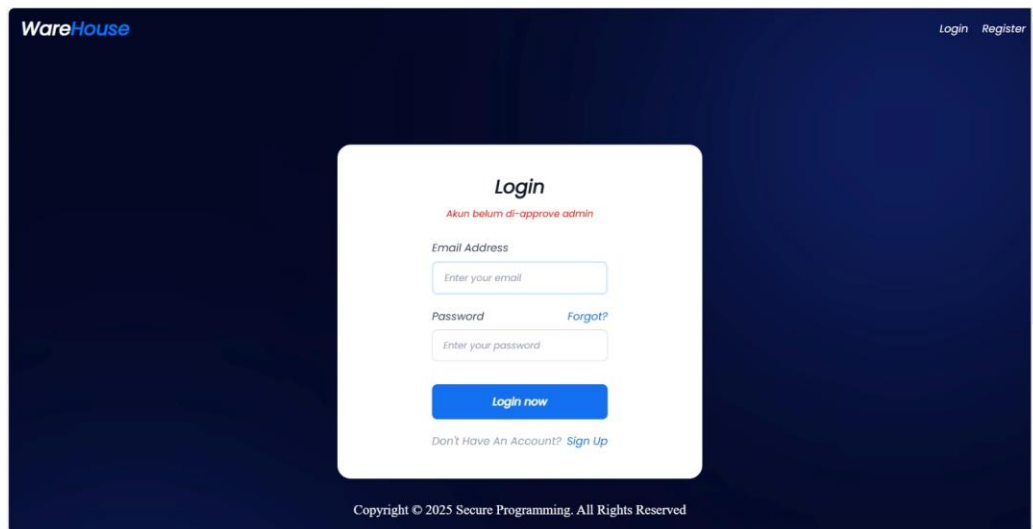 WareHouse
Login Register
Login
Akun belum di-approve admin
Email Address
Enter your email
Password Forgot?
Enter your password
Login now
Don't Have An Account? Sign Up
Copyright © 2025 Secure Programming. All Rights Reserved